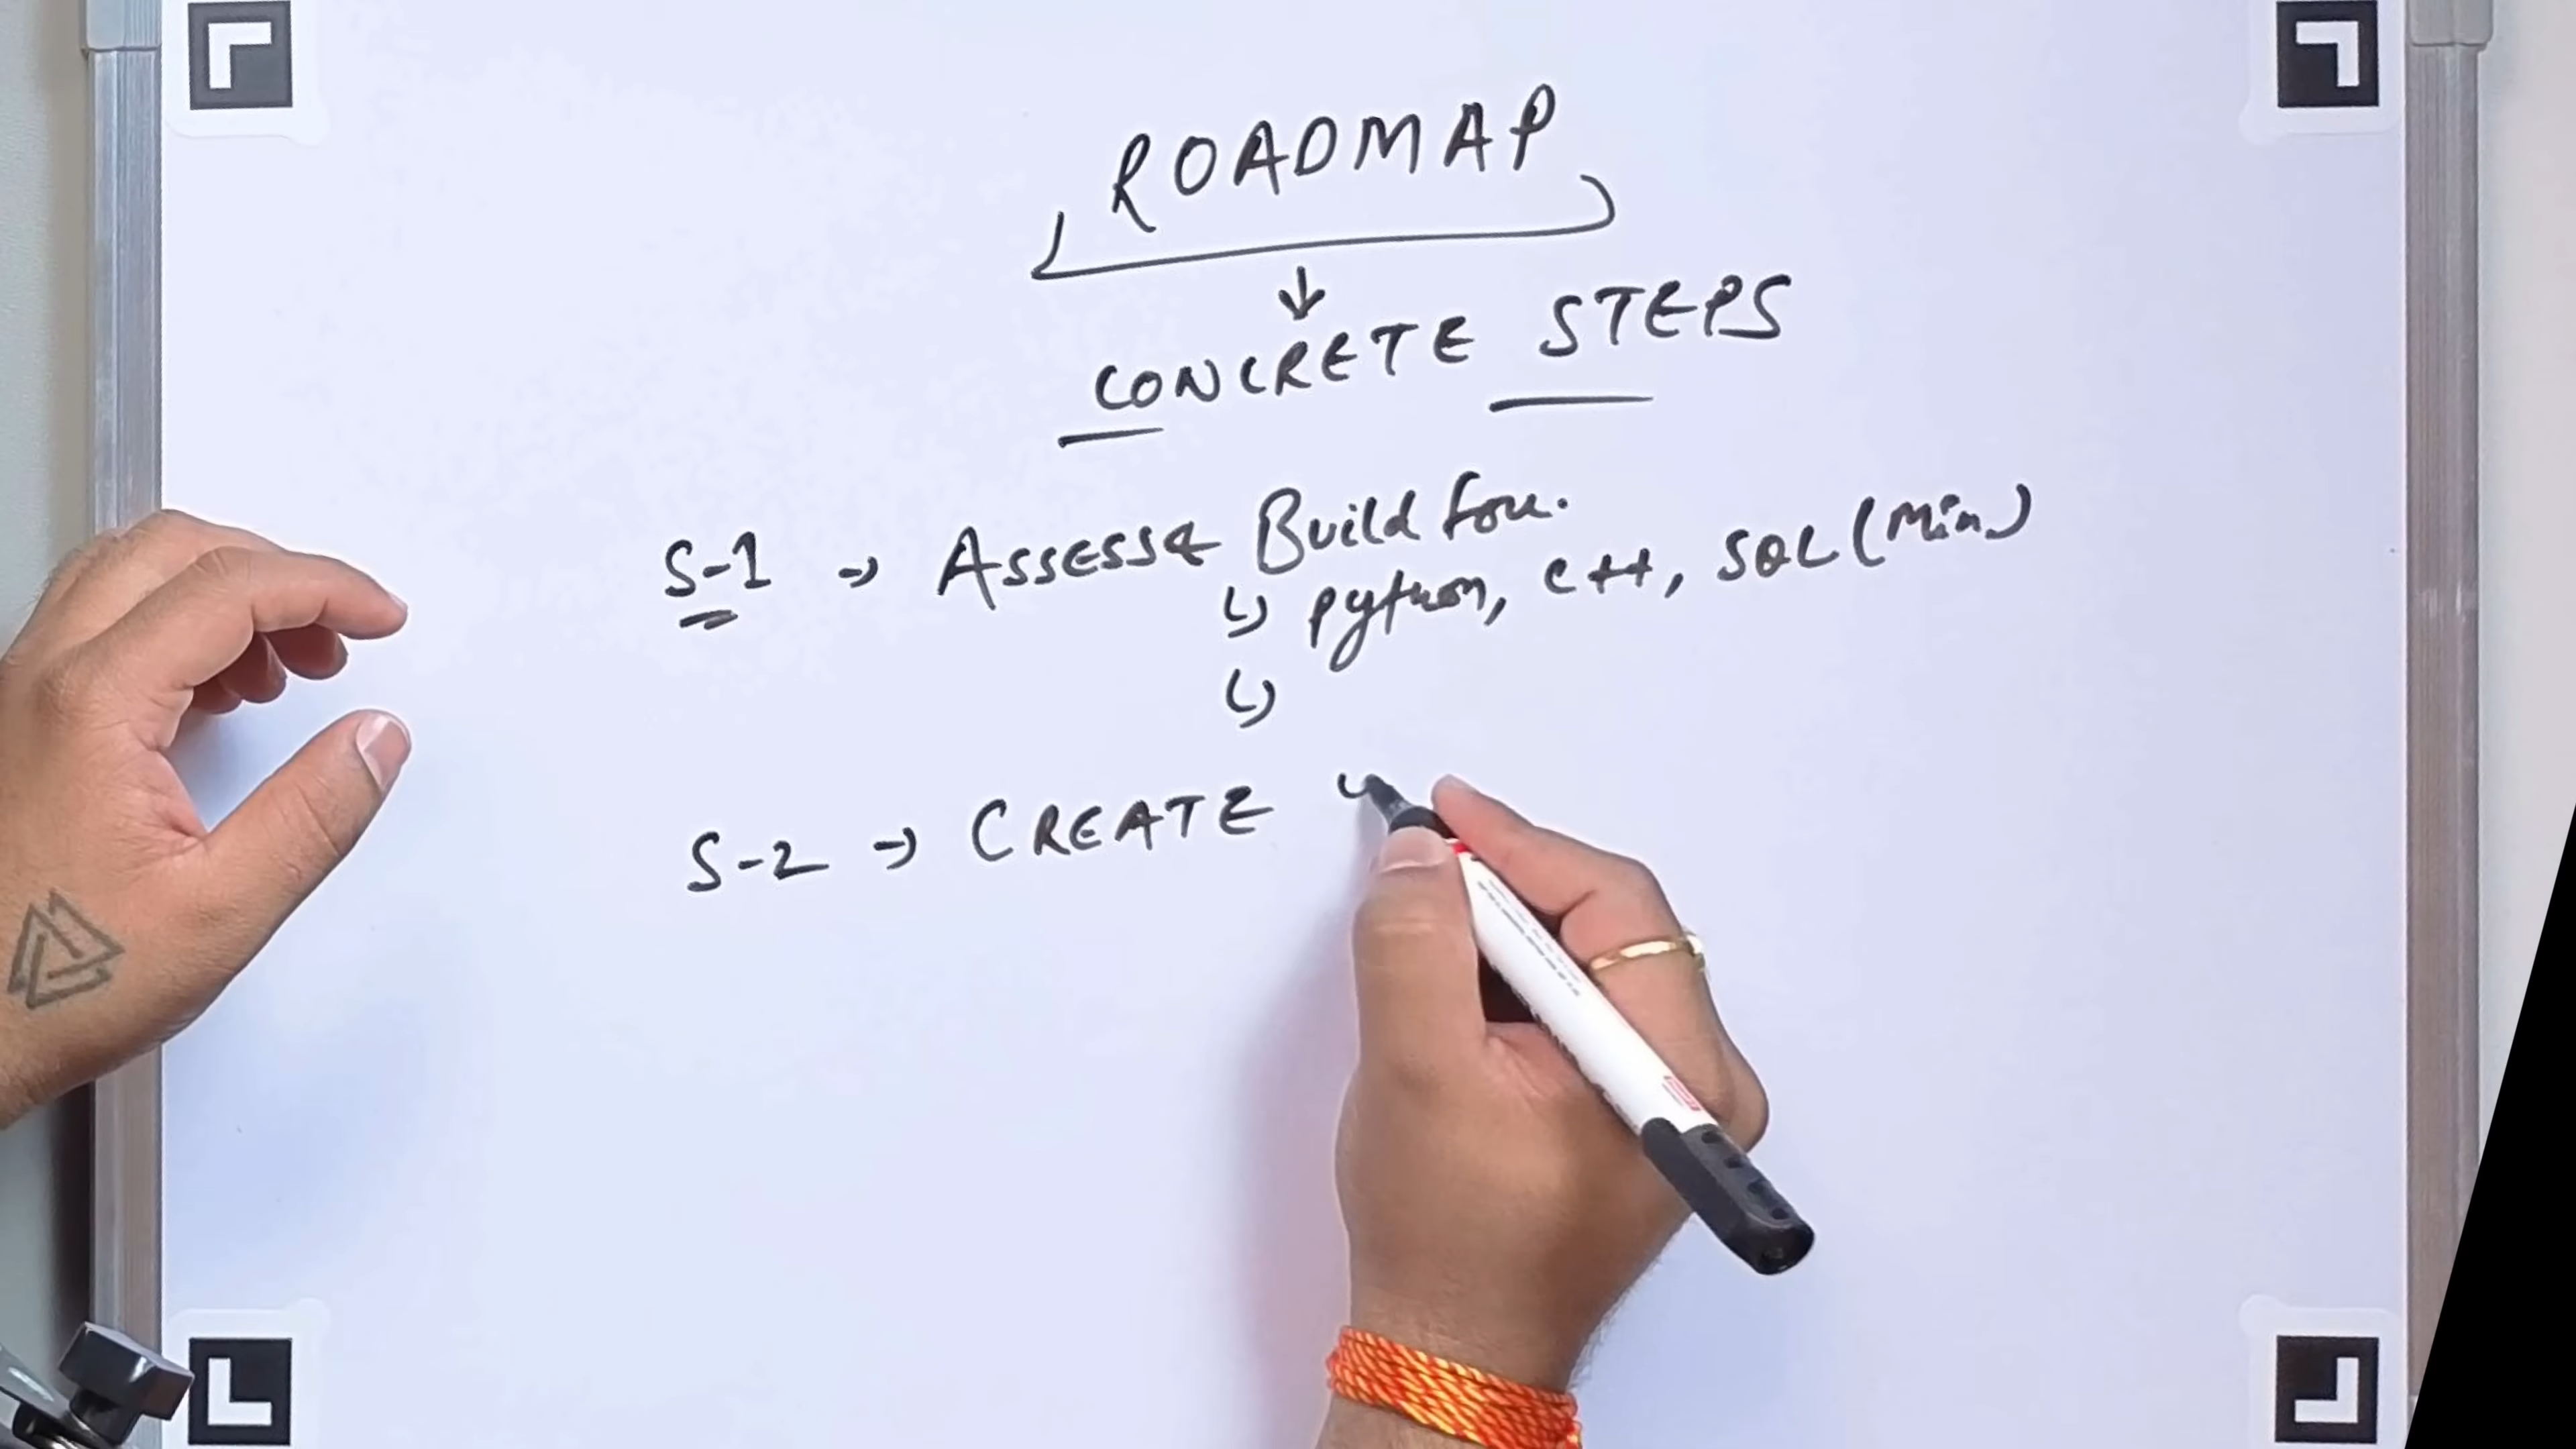 ROADMAP
↓
CONCRETE STEPS
S-1 → ASSESS & Build fou.
↳ python, C++, SQL (Min.)
↳
S-2 → CREATE